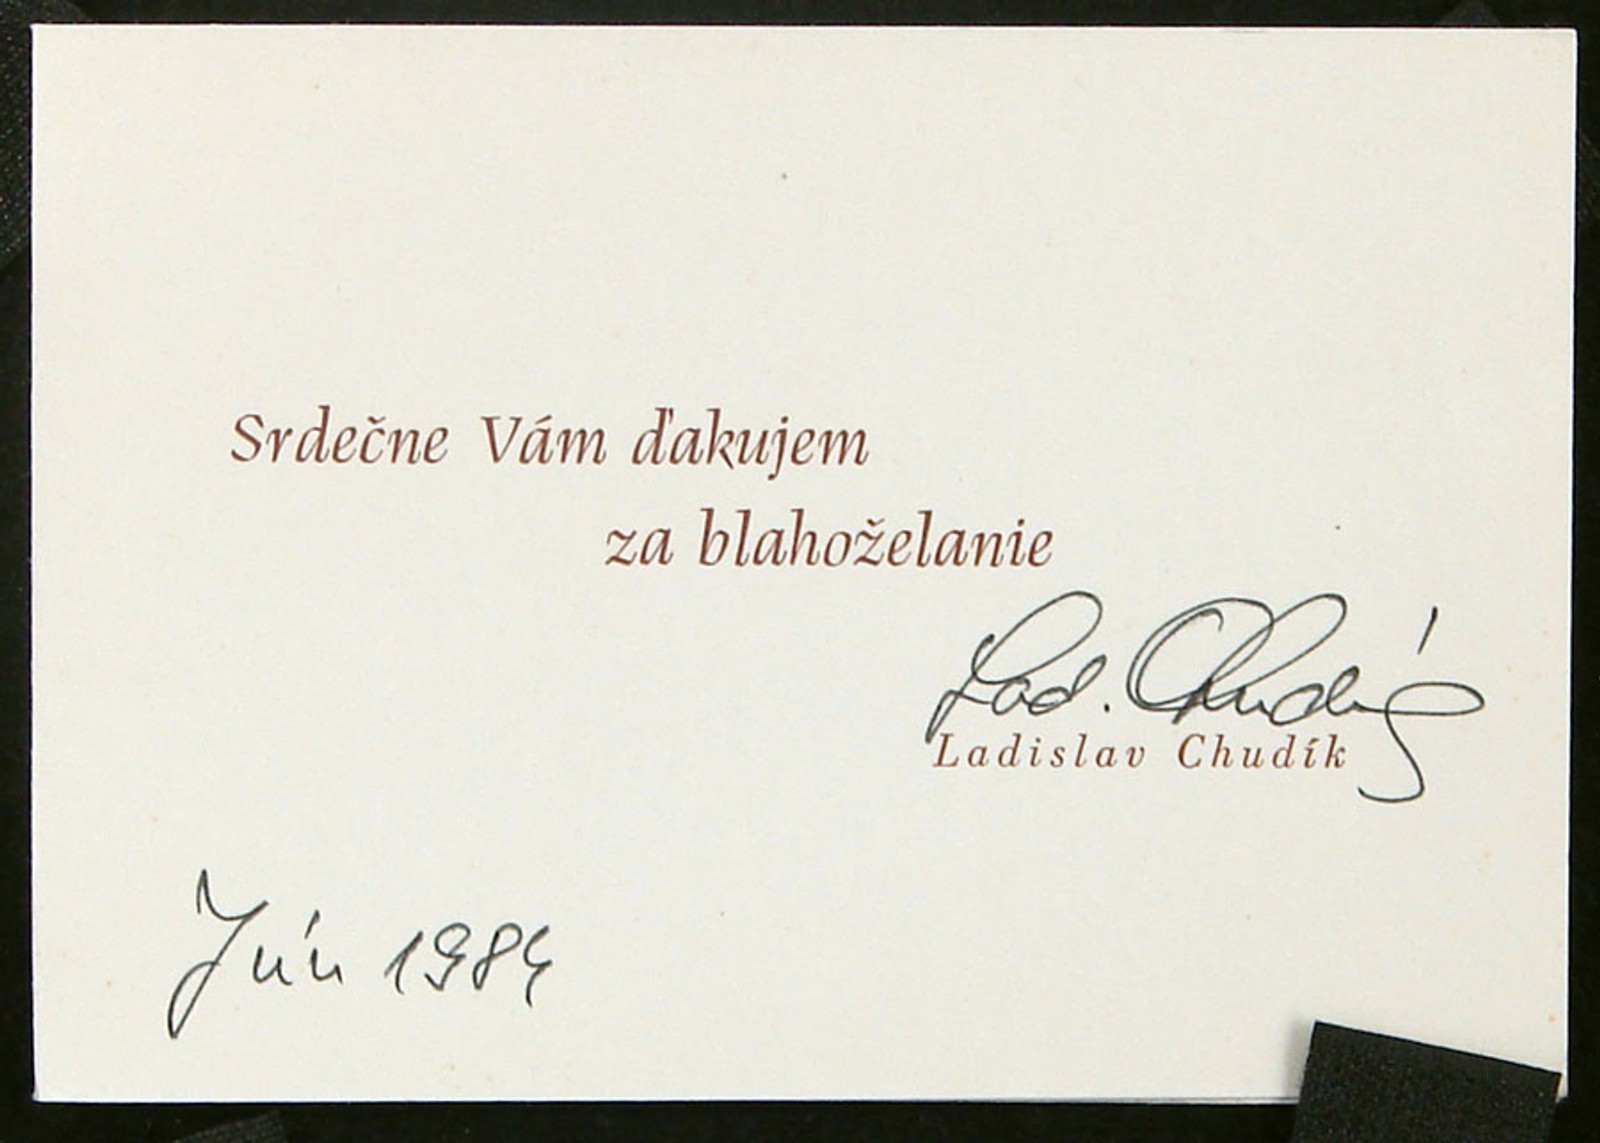 Srdečne Vám ďakujem
za blahoželanie
Lad. Chudík
Ladislav Chudík
Jún 1984